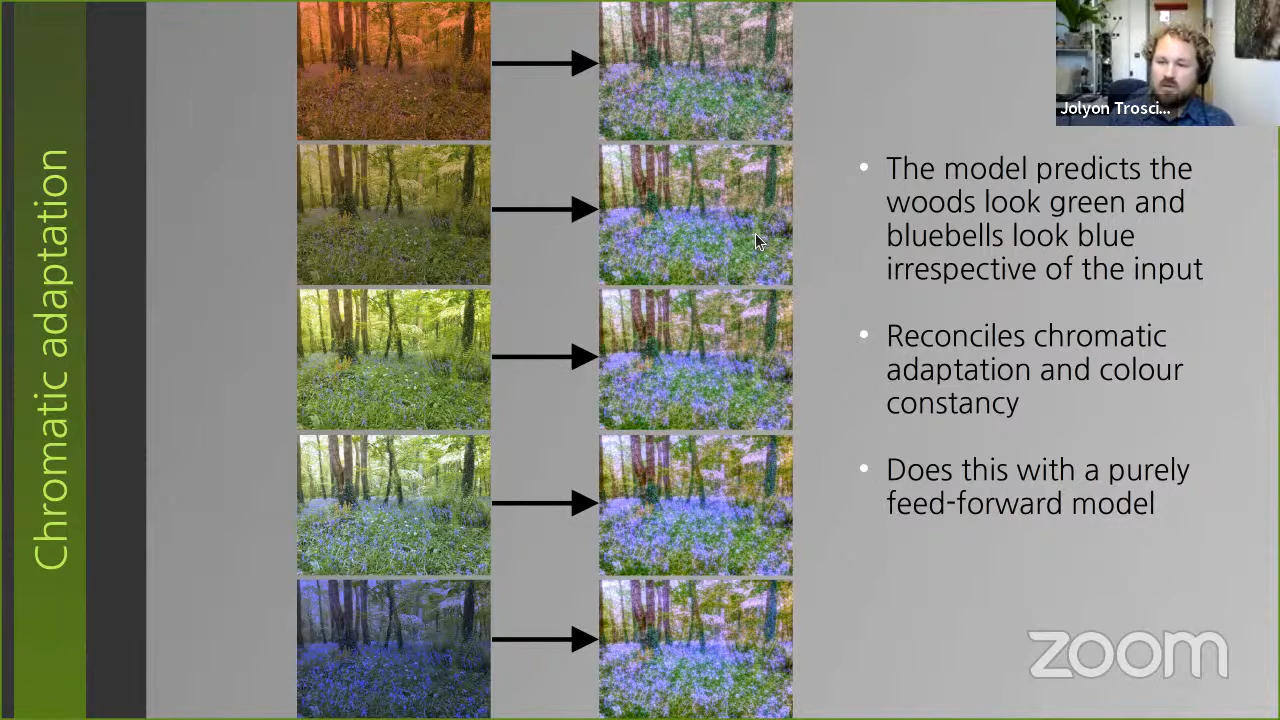 Chromatic adaptation
Jolyon Trosci...
• The model predicts the
woods look green and
bluebells look blue
irrespective of the input
• Reconciles chromatic
adaptation and colour
constancy
• Does this with a purely
feed-forward model
zoom